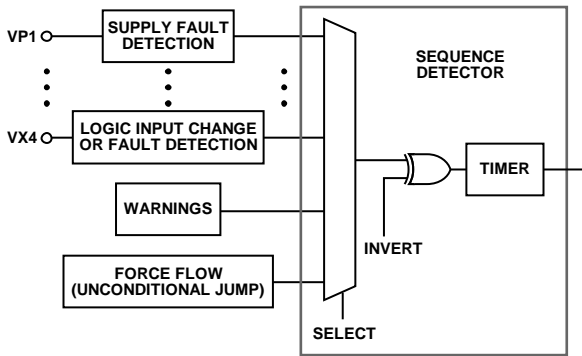 VP1
SUPPLY FAULT
DETECTION
SEQUENCE
DETECTOR
VX4
LOGIC INPUT CHANGE
OR FAULT DETECTION
TIMER
WARNINGS
INVERT
FORCE FLOW
(UNCONDITIONAL JUMP)
SELECT